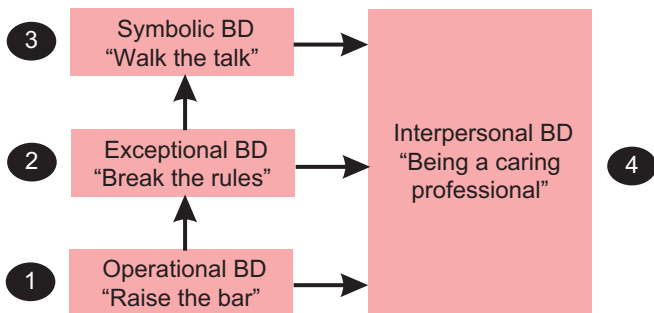 3
Symbolic BD
“Walk the talk”
2
Exceptional BD
“Break the rules”
1
Operational BD
“Raise the bar”
Interpersonal BD
“Being a caring
professional”
4